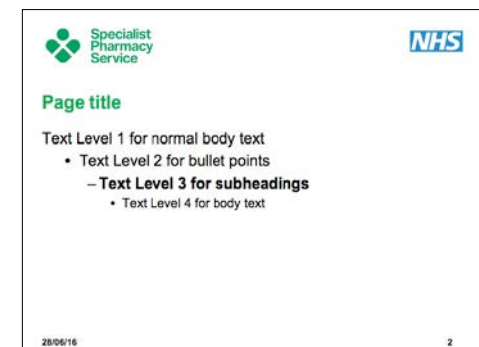 Specialist
Pharmacy
Service
NHS
Page title
Text Level 1 for normal body text
• Text Level 2 for bullet points
– Text Level 3 for subheadings
• Text Level 4 for body text
28/06/16
2